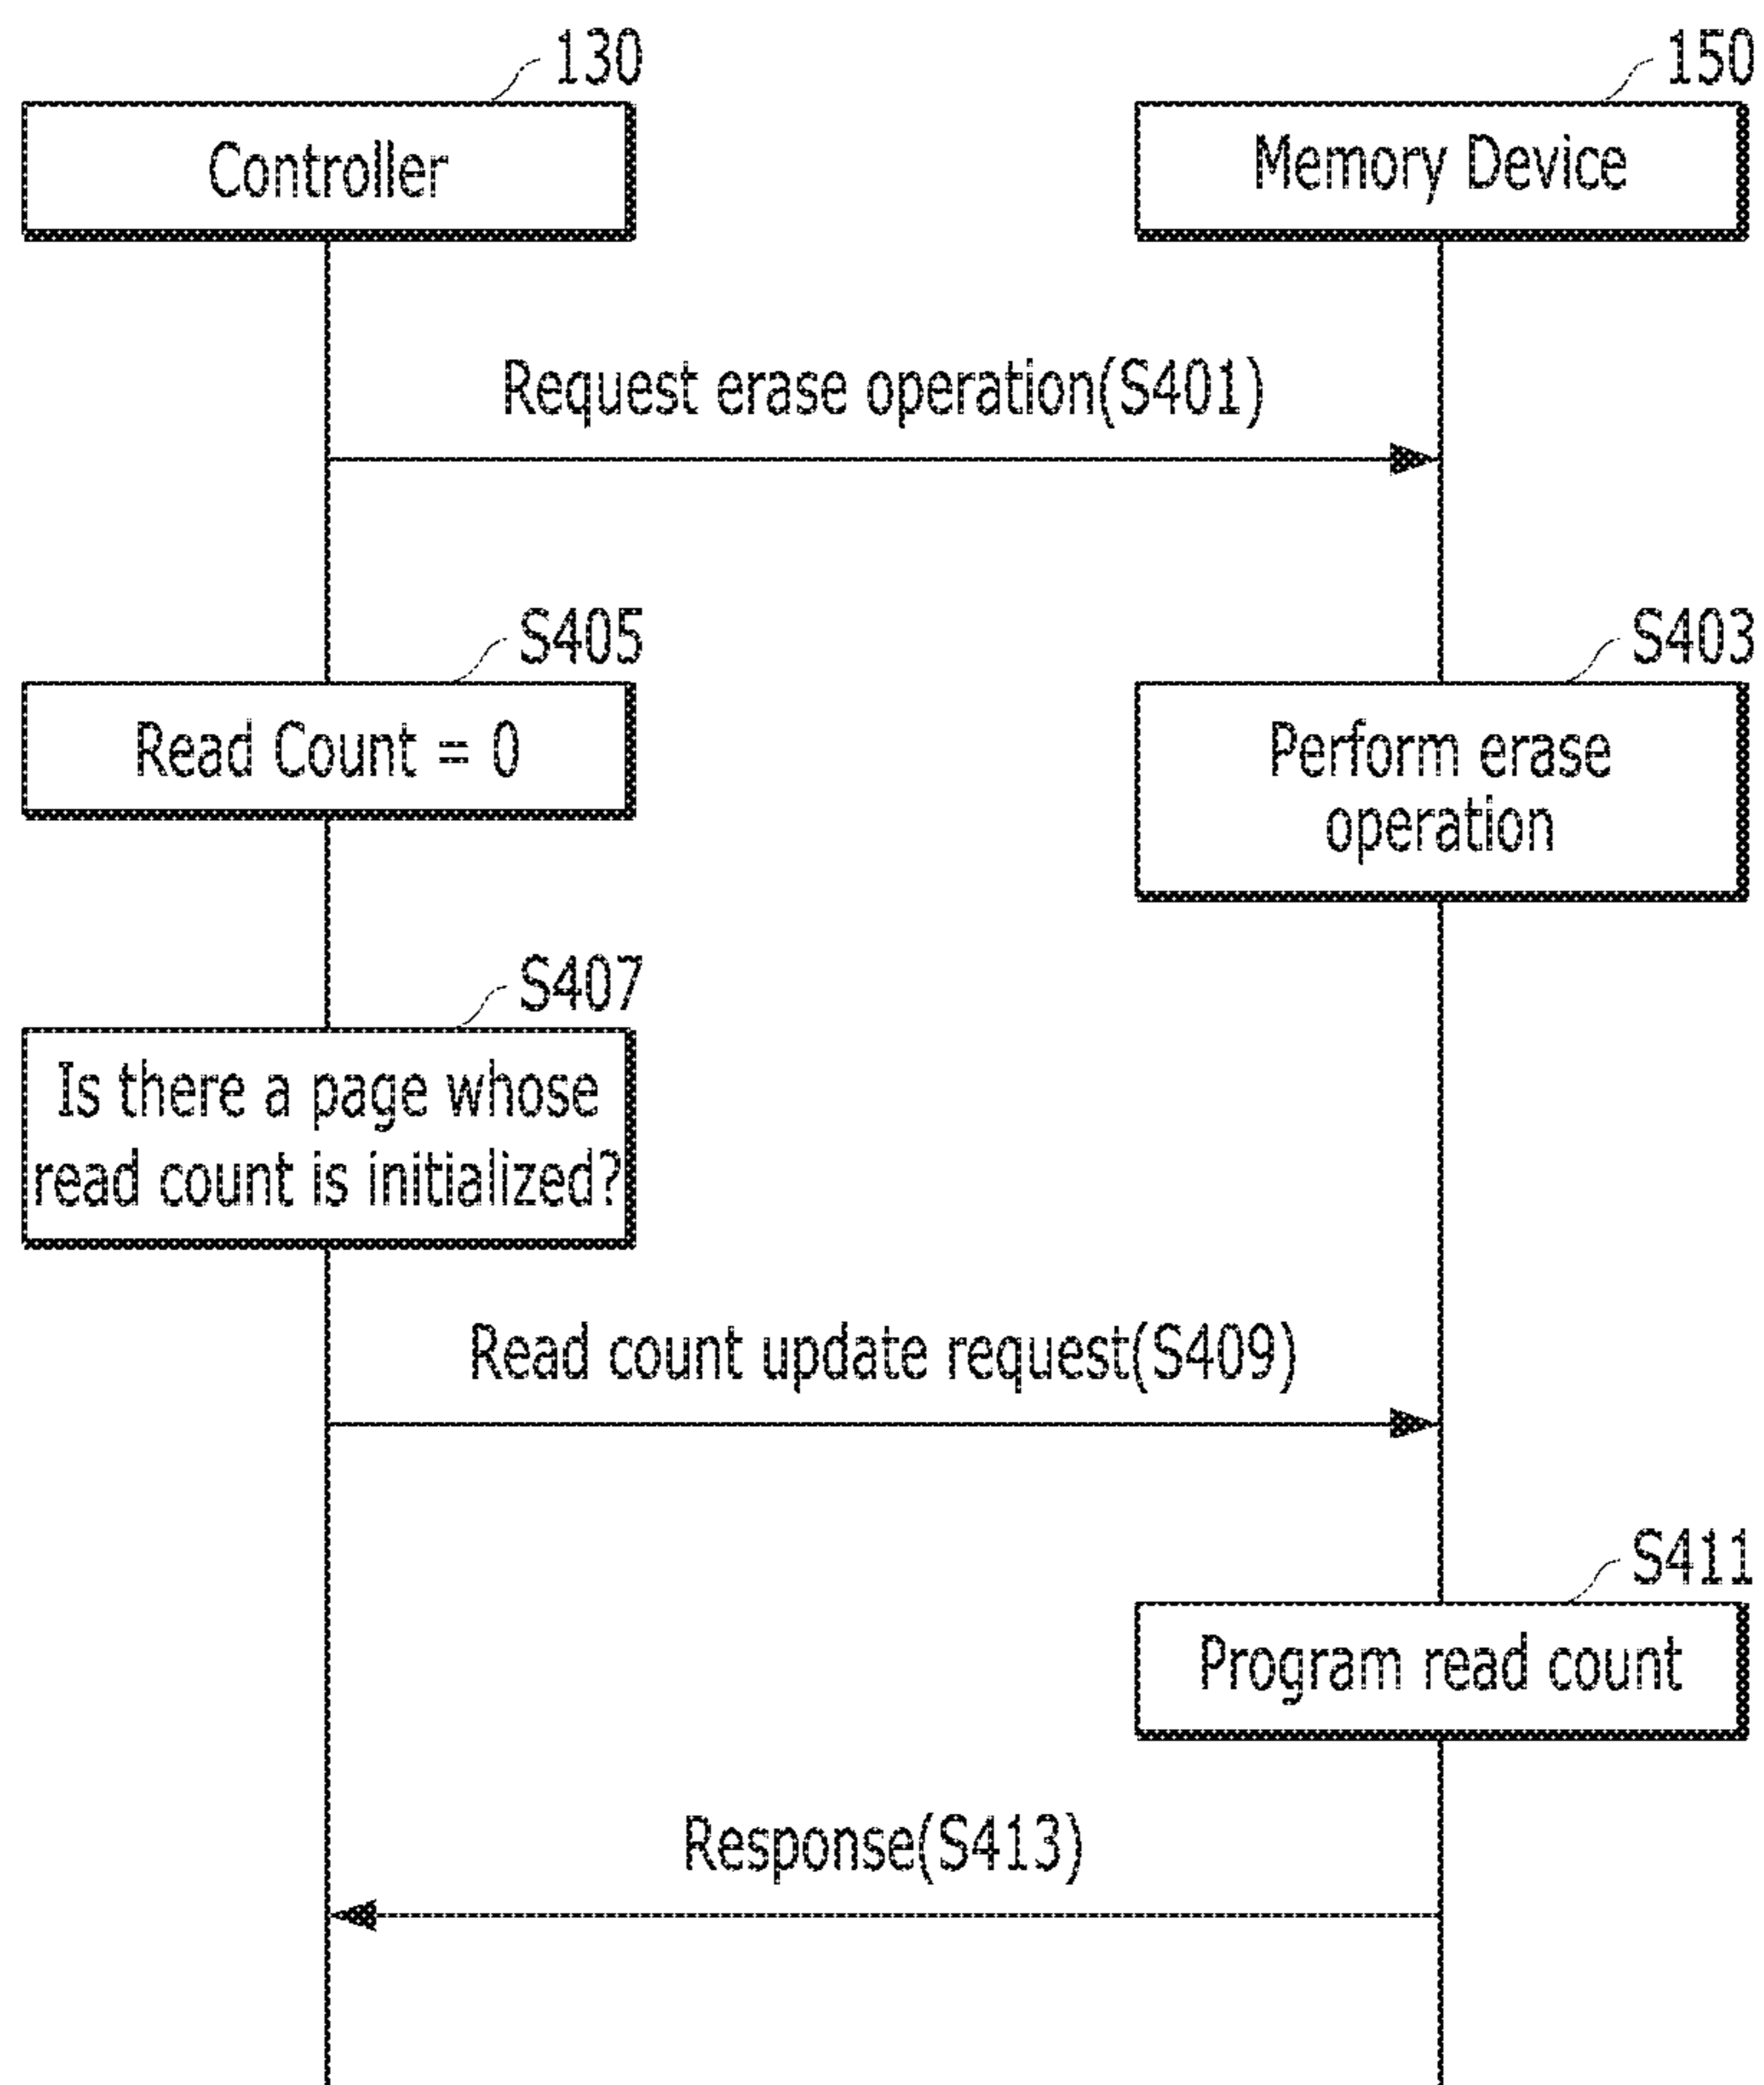 130
150
Controller
Memory Device
Request erase operation(S401)
S405
S403
Read Count = 0
Perform erase
operation
S407
Is there a page whose
read count is initialized?
Read count update request(S409)
S411
Program read count
Response(S413)